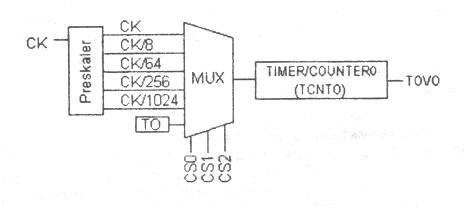 CK
Preskaler
CK
CK/8
CK/64
CK/256
CK/1024
TO
MUX
CS0
CS1
CS2
TIMER/COUNTER0
(TCNT0)
TOV0